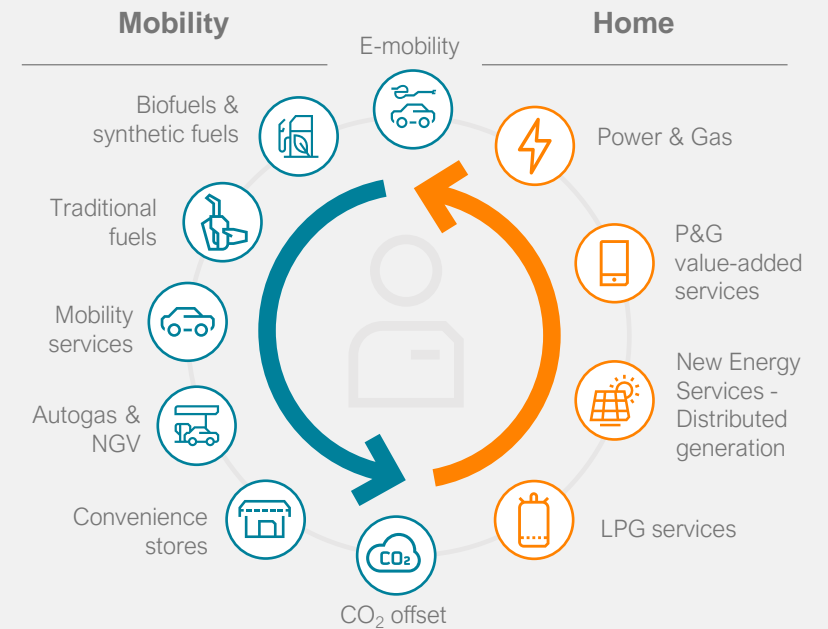 Mobility
Home
E-mobility
Biofuels &
synthetic fuels
Power & Gas
Traditional
fuels
P&G
value-added
services
Mobility
services
New Energy
Services -
Distributed
generation
Autogas &
NGV
Convenience
stores
LPG services
CO₂
CO₂ offset